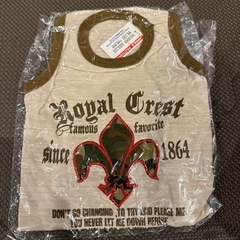 Royal Crest
famous favorite
since 1864
DON'T GO CHANGING, TO TRY AND PLEASE ME
YOU NEVER LET ME DOWN BEFORE